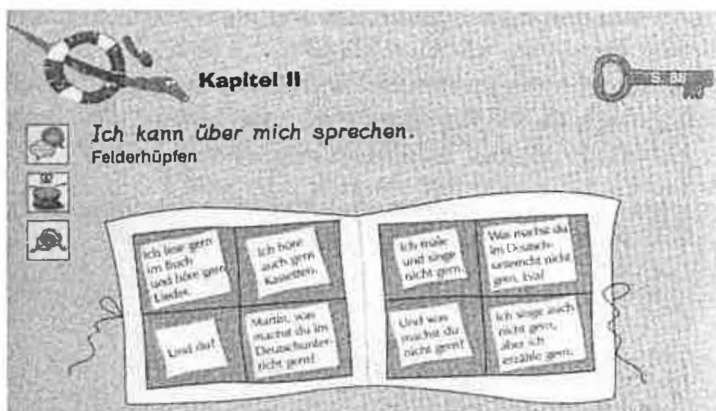 Kapitel II
Ich kann über mich sprechen.
Felderhüpfen
Ich lese gern
im Buch
und höre gern
Lieder.
Ich höre
auch gern
Kassetten.
Und du?
Martin, was
machst du im
Deutschunter-
richt gern?
Ich male
und singe
nicht gern.
Was machst du
im Deutsch-
unterricht nicht
gern, Eva?
Und was
machst du
nicht gern?
Ich singe auch
nicht gern,
aber ich
erzähle gern.